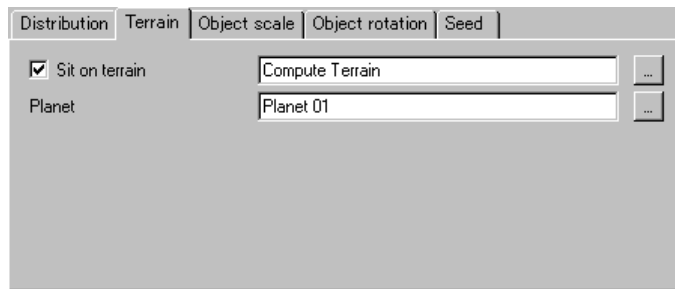 Distribution Terrain Object scale Object rotation Seed
Sit on terrain Compute Terrain ...
Planet Planet 01 ...